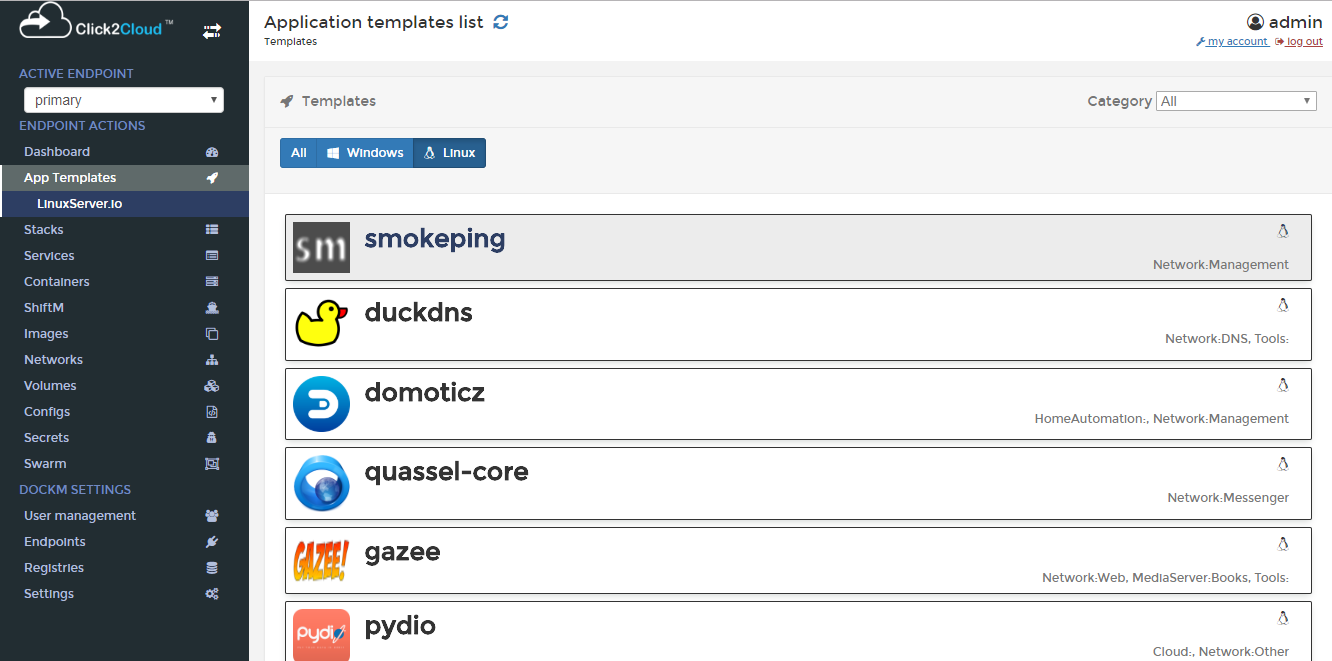 Click2Cloud™
ACTIVE ENDPOINT
primary
ENDPOINT ACTIONS
Dashboard
App Templates
LinuxServer.io
Stacks
Services
Containers
ShiftM
Images
Networks
Volumes
Configs
Secrets
Swarm
DOCKM SETTINGS
User management
Endpoints
Registries
Settings
Application templates list
Templates
admin
my account log out
Templates
Category All
All Windows Linux
sm
smokeping
Network:Management
duckdns
Network:DNS, Tools:
domoticz
HomeAutomation:, Network:Management
quassel-core
Network:Messenger
GAZEE!
gazee
Network:Web, MediaServer:Books, Tools:
Pydio
pydio
Cloud:, Network:Other